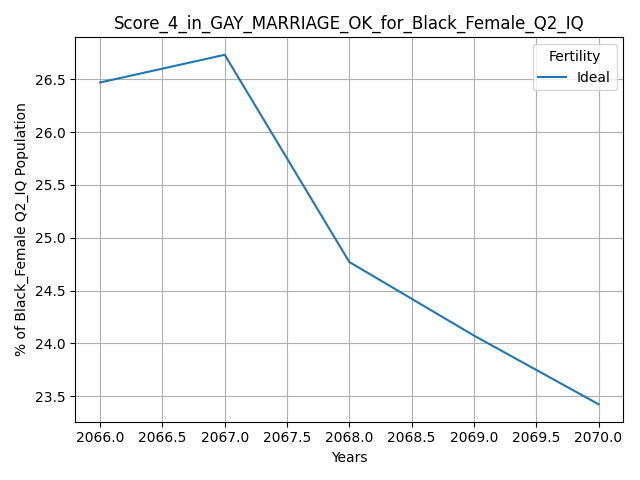 Score_4_in_GAY_MARRIAGE_OK_for_Black_Female_Q2_IQ
Fertility
Ideal
% of Black_Female Q2_IQ Population
26.5
26.0
25.5
25.0
24.5
24.0
23.5
2066.0 2066.5 2067.0 2067.5 2068.0 2068.5 2069.0 2069.5 2070.0
Years